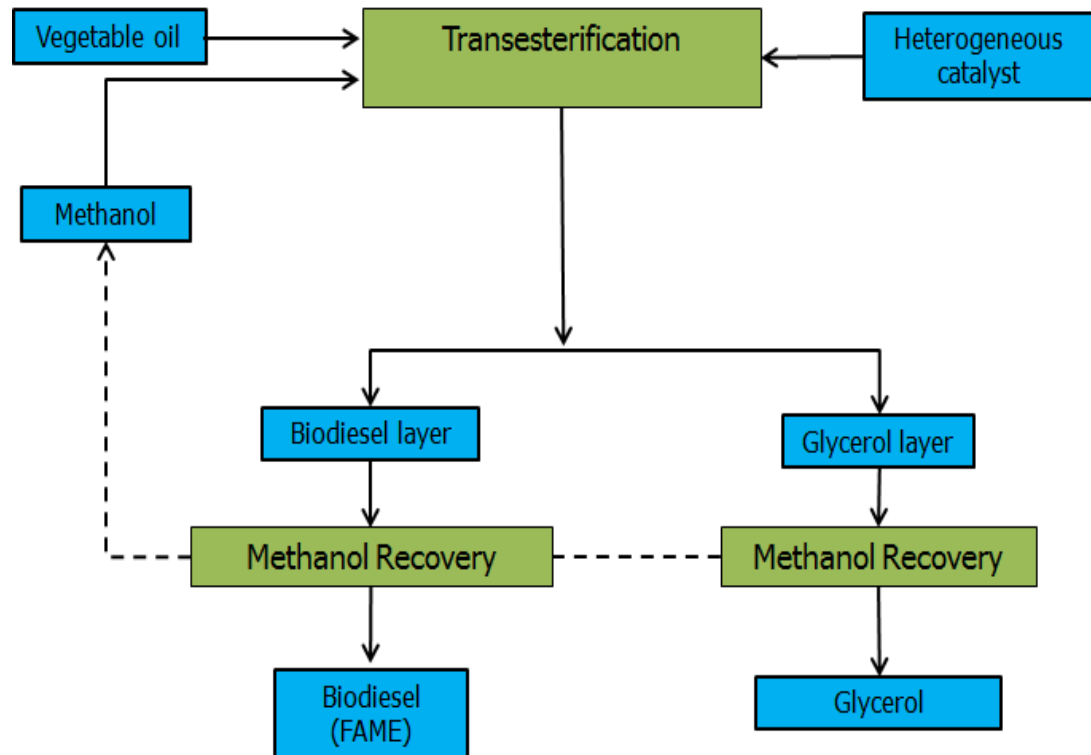 Vegetable oil
Transesterification
Heterogeneous
catalyst
Methanol
Biodiesel layer
Glycerol layer
Methanol Recovery
Methanol Recovery
Biodiesel
(FAME)
Glycerol